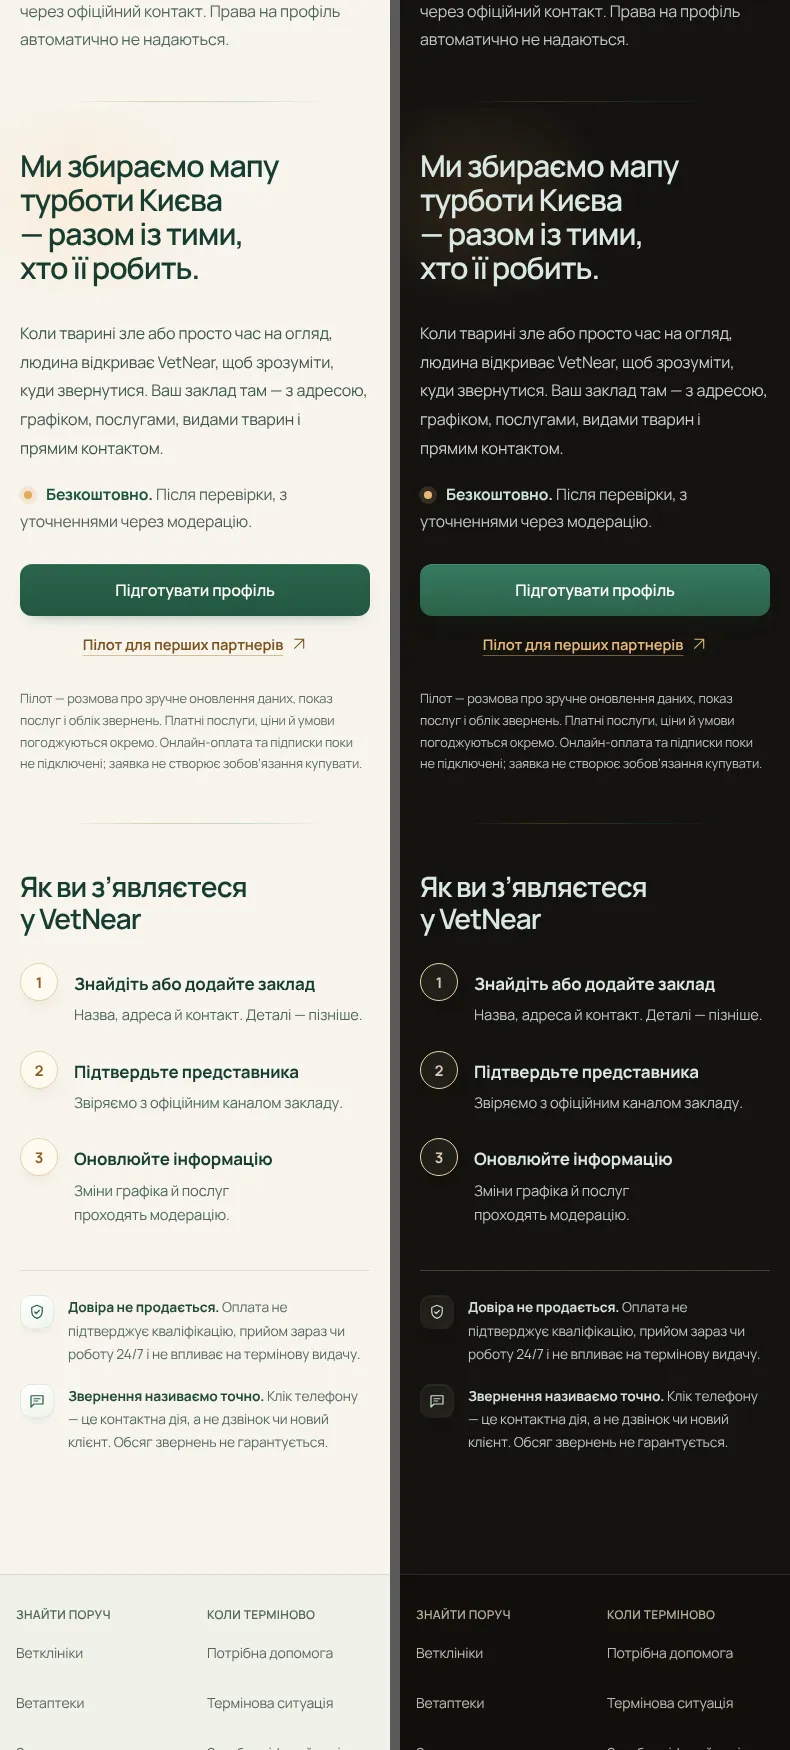 через офіційний контакт. Права на профіль
автоматично не надаються.
Ми збираємо мапу
турботи Києва
— разом із тими,
хто її робить.
Коли тварині зле або просто час на огляд,
людина відкриває VetNear, щоб зрозуміти,
куди звернутися. Ваш заклад там — з адресою,
графіком, послугами, видами тварин і
прямим контактом.
Безкоштовно. Після перевірки, з
уточненнями через модерацію.
Підготувати профіль
Пілот для перших партнерів
Пілот — розмова про зручне оновлення даних, показ
послуг і облік звернень. Платні послуги, ціни й умови
погоджуються окремо. Онлайн-оплата та підписки поки
не підключені; заявка не створює зобов’язання купувати.
Як ви з’являєтеся
у VetNear
1
Знайдіть або додайте заклад
Назва, адреса й контакт. Деталі — пізніше.
2
Підтвердьте представника
Звіряємо з офіційним каналом закладу.
3
Оновлюйте інформацію
Зміни графіка й послуг
проходять модерацію.
Довіра не продається. Оплата не
підтверджує кваліфікацію, прийом зараз чи
роботу 24/7 і не впливає на термінову видачу.
Звернення називаємо точно. Клік телефону
— це контактна дія, а не дзвінок чи новий
клієнт. Обсяг звернень не гарантується.
ЗНАЙТИ ПОРУЧ
КОЛИ ТЕРМІНОВО
Ветклініки
Потрібна допомога
Ветаптеки
Термінова ситуація
через офіційний контакт. Права на профіль
автоматично не надаються.
Ми збираємо мапу
турботи Києва
— разом із тими,
хто її робить.
Коли тварині зле або просто час на огляд,
людина відкриває VetNear, щоб зрозуміти,
куди звернутися. Ваш заклад там — з адресою,
графіком, послугами, видами тварин і
прямим контактом.
Безкоштовно. Після перевірки, з
уточненнями через модерацію.
Підготувати профіль
Пілот для перших партнерів
Пілот — розмова про зручне оновлення даних, показ
послуг і облік звернень. Платні послуги, ціни й умови
погоджуються окремо. Онлайн-оплата та підписки поки
не підключені; заявка не створює зобов’язання купувати.
Як ви з’являєтеся
у VetNear
1
Знайдіть або додайте заклад
Назва, адреса й контакт. Деталі — пізніше.
2
Підтвердьте представника
Звіряємо з офіційним каналом закладу.
3
Оновлюйте інформацію
Зміни графіка й послуг
проходять модерацію.
Довіра не продається. Оплата не
підтверджує кваліфікацію, прийом зараз чи
роботу 24/7 і не впливає на термінову видачу.
Звернення називаємо точно. Клік телефону
— це контактна дія, а не дзвінок чи новий
клієнт. Обсяг звернень не гарантується.
ЗНАЙТИ ПОРУЧ
КОЛИ ТЕРМІНОВО
Ветклініки
Потрібна допомога
Ветаптеки
Термінова ситуація